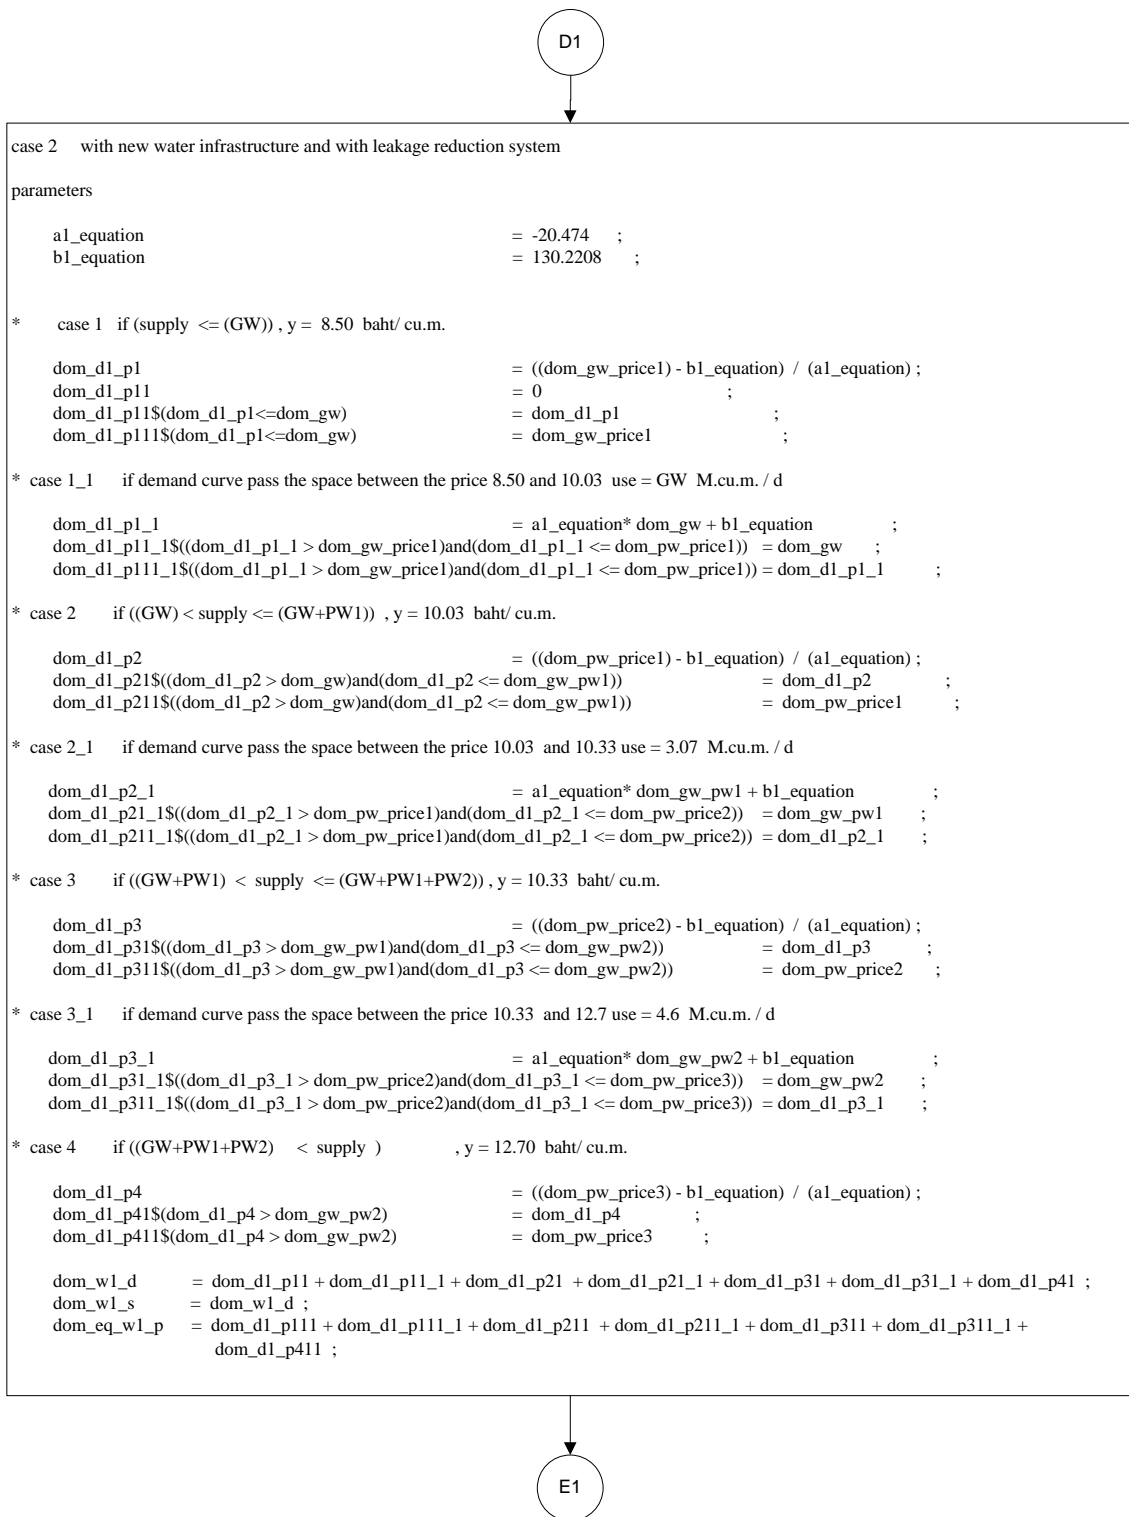 D1
case 2 with new water infrastructure and with leakage reduction system
parameters
a1_equation = -20.474 ;
b1_equation = 130.2208 ;
* case 1 if (supply <= (GW)) , y = 8.50 baht/ cu.m.
dom_d1_p1 = ((dom_gw_price1) - b1_equation) / (a1_equation) ;
dom_d1_p11 = 0 ;
dom_d1_p11$(dom_d1_p1<=dom_gw) = dom_d1_p1 ;
dom_d1_p111$(dom_d1_p1<=dom_gw) = dom_gw_price1 ;
* case 1_1 if demand curve pass the space between the price 8.50 and 10.03 use = GW M.cu.m. / d
dom_d1_p1_1 = a1_equation* dom_gw + b1_equation ;
dom_d1_p11_1$((dom_d1_p1_1 > dom_gw_price1)and(dom_d1_p1_1 <= dom_pw_price1)) = dom_gw ;
dom_d1_p111_1$((dom_d1_p1_1 > dom_gw_price1)and(dom_d1_p1_1 <= dom_pw_price1)) = dom_d1_p1_1 ;
* case 2 if ((GW) < supply <= (GW+PW1)) , y = 10.03 baht/ cu.m.
dom_d1_p2 = ((dom_pw_price1) - b1_equation) / (a1_equation) ;
dom_d1_p21$((dom_d1_p2 > dom_gw)and(dom_d1_p2 <= dom_gw_pw1)) = dom_d1_p2 ;
dom_d1_p211$((dom_d1_p2 > dom_gw)and(dom_d1_p2 <= dom_gw_pw1)) = dom_pw_price1 ;
* case 2_1 if demand curve pass the space between the price 10.03 and 10.33 use = 3.07 M.cu.m. / d
dom_d1_p2_1 = a1_equation* dom_gw_pw1 + b1_equation ;
dom_d1_p21_1$((dom_d1_p2_1 > dom_pw_price1)and(dom_d1_p2_1 <= dom_pw_price2)) = dom_gw_pw1 ;
dom_d1_p211_1$((dom_d1_p2_1 > dom_pw_price1)and(dom_d1_p2_1 <= dom_pw_price2)) = dom_d1_p2_1 ;
* case 3 if ((GW+PW1) < supply <= (GW+PW1+PW2)) , y = 10.33 baht/ cu.m.
dom_d1_p3 = ((dom_pw_price2) - b1_equation) / (a1_equation) ;
dom_d1_p31$((dom_d1_p3 > dom_gw_pw1)and(dom_d1_p3 <= dom_gw_pw2)) = dom_d1_p3 ;
dom_d1_p311$((dom_d1_p3 > dom_gw_pw1)and(dom_d1_p3 <= dom_gw_pw2)) = dom_pw_price2 ;
* case 3_1 if demand curve pass the space between the price 10.33 and 12.7 use = 4.6 M.cu.m. / d
dom_d1_p3_1 = a1_equation* dom_gw_pw2 + b1_equation ;
dom_d1_p31_1$((dom_d1_p3_1 > dom_pw_price2)and(dom_d1_p3_1 <= dom_pw_price3)) = dom_gw_pw2 ;
dom_d1_p311_1$((dom_d1_p3_1 > dom_pw_price2)and(dom_d1_p3_1 <= dom_pw_price3)) = dom_d1_p3_1 ;
* case 4 if ((GW+PW1+PW2) < supply ) , y = 12.70 baht/ cu.m.
dom_d1_p4 = ((dom_pw_price3) - b1_equation) / (a1_equation) ;
dom_d1_p41$(dom_d1_p4 > dom_gw_pw2) = dom_d1_p4 ;
dom_d1_p411$(dom_d1_p4 > dom_gw_pw2) = dom_pw_price3 ;
dom_w1_d = dom_d1_p11 + dom_d1_p11_1 + dom_d1_p21 + dom_d1_p21_1 + dom_d1_p31 + dom_d1_p31_1 + dom_d1_p41 ;
dom_w1_s = dom_w1_d ;
dom_eq_w1_p = dom_d1_p111 + dom_d1_p111_1 + dom_d1_p211 + dom_d1_p211_1 + dom_d1_p311 + dom_d1_p311_1 +
dom_d1_p411 ;
E1